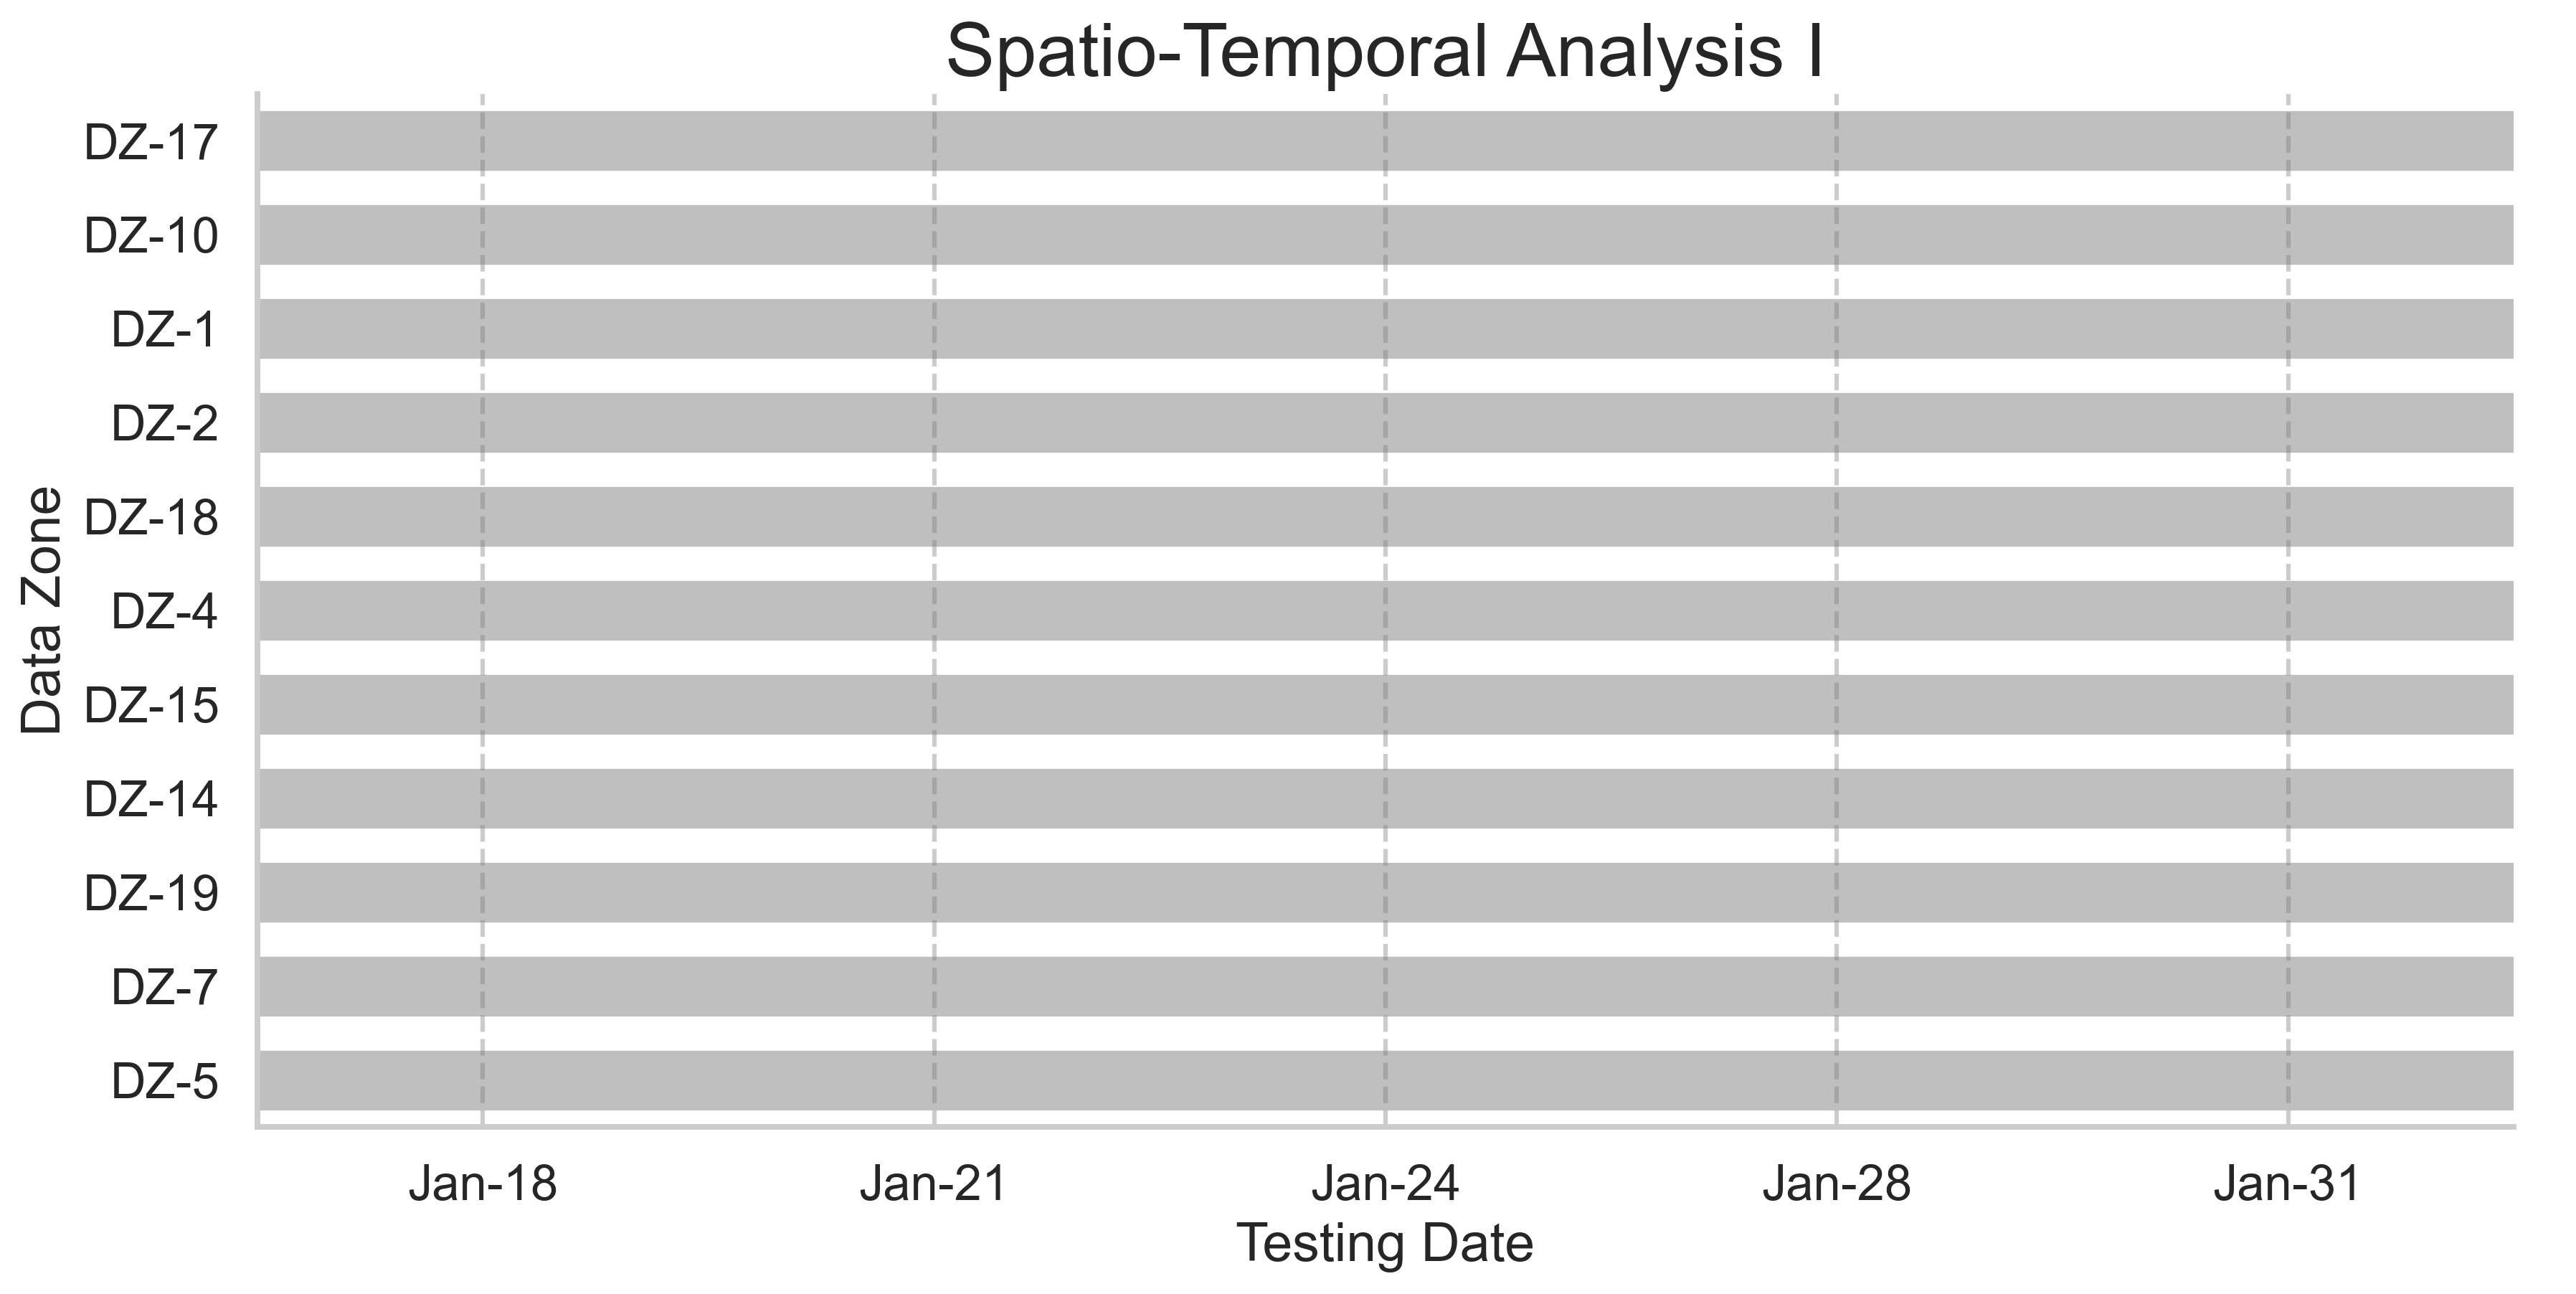 Spatio-Temporal Analysis I
Data Zone
DZ-17
DZ-10
DZ-1
DZ-2
DZ-18
DZ-4
DZ-15
DZ-14
DZ-19
DZ-7
DZ-5
Jan-18 Jan-21 Jan-24 Jan-28 Jan-31
Testing Date